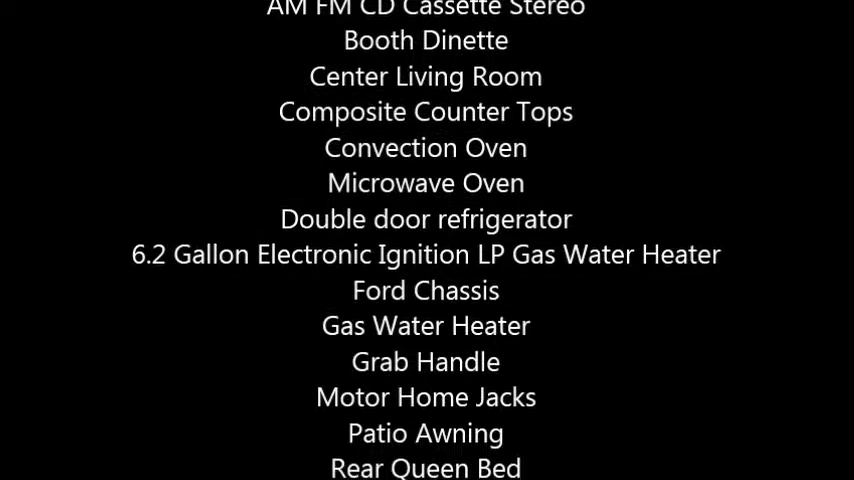 AM FM CD Cassette Stereo
Booth Dinette
Center Living Room
Composite Counter Tops
Convection Oven
Microwave Oven
Double door refrigerator
6.2 Gallon Electronic Ignition LP Gas Water Heater
Ford Chassis
Gas Water Heater
Grab Handle
Motor Home Jacks
Patio Awning
Rear Queen Bed